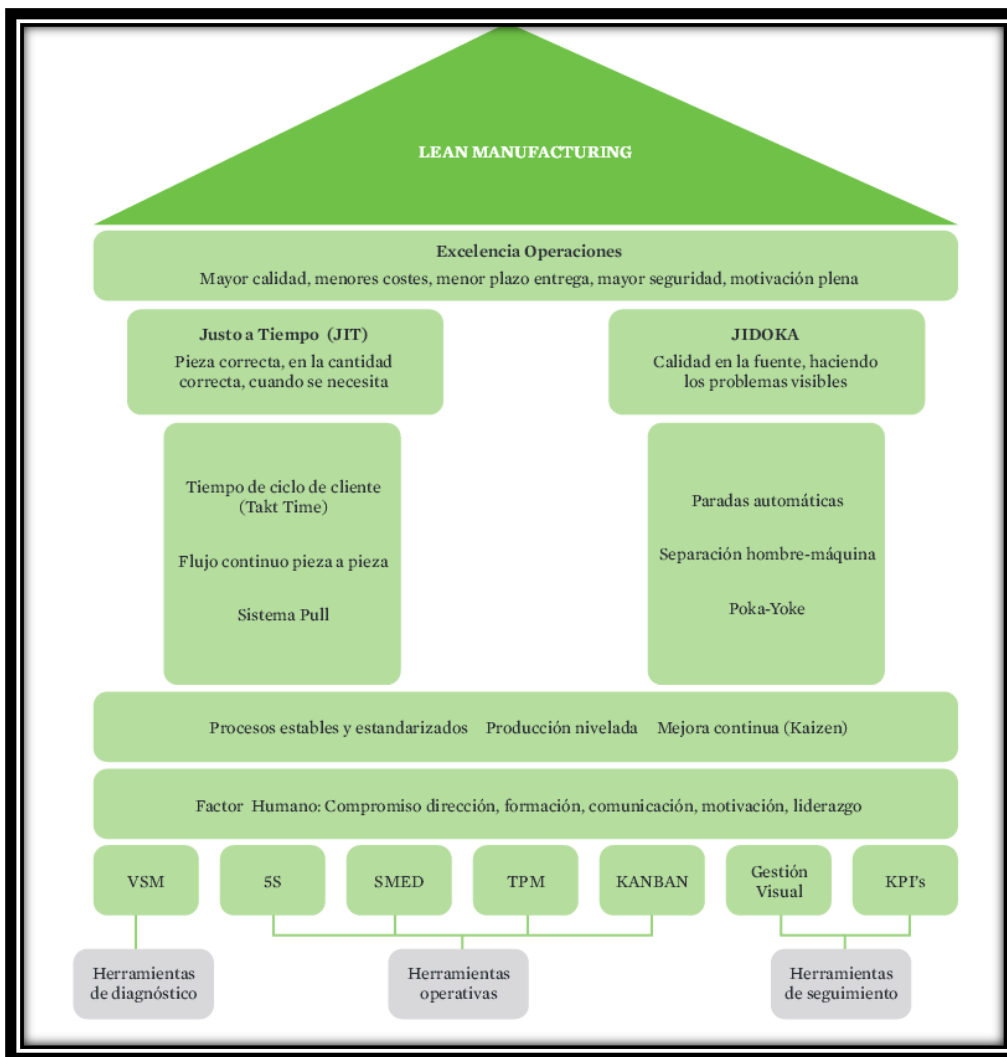 LEAN MANUFACTURING
Excelencia Operaciones
Mayor calidad, menores costes, menor plazo entrega, mayor seguridad, motivación plena
Justo a Tiempo (JIT)
Pieza correcta, en la cantidad
correcta, cuando se necesita
JIDOKA
Calidad en la fuente, haciendo
los problemas visibles
Tiempo de ciclo de cliente
(Takt Time)
Flujo continuo pieza a pieza
Sistema Pull
Paradas automáticas
Separación hombre-máquina
Poka-Yoke
Procesos estables y estandarizados Producción nivelada Mejora continua (Kaizen)
Factor Humano: Compromiso dirección, formación, comunicación, motivación, liderazgo
VSM
5S
SMED
TPM
KANBAN
Gestión
Visual
KPI's
Herramientas
de diagnóstico
Herramientas
operativas
Herramientas
de seguimiento